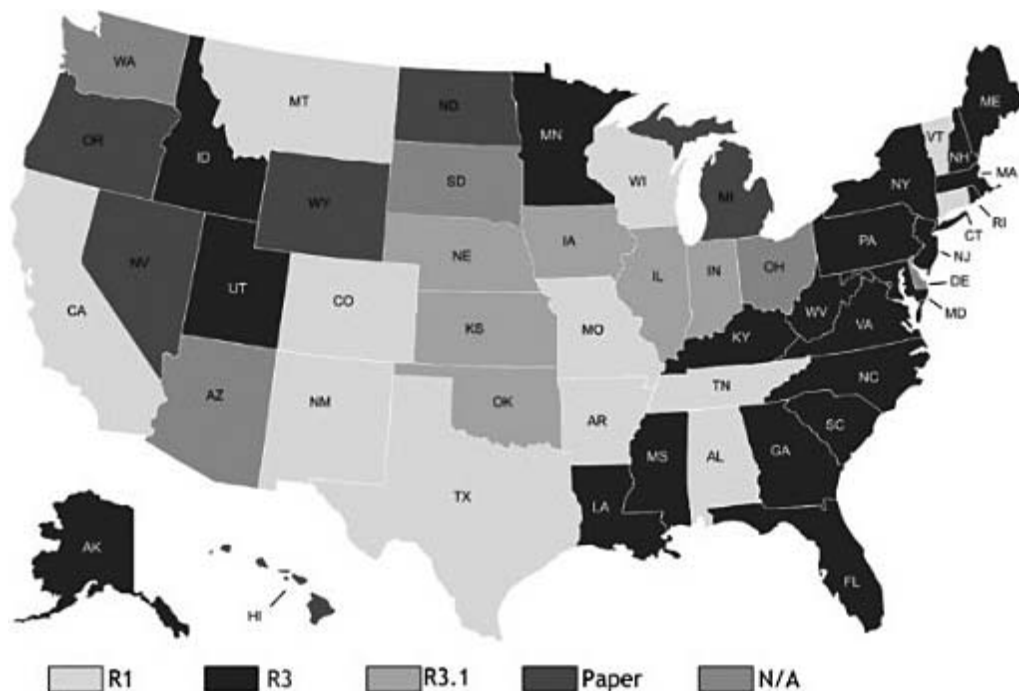 WA
MT
ND
MN
ME
VT
NH
OR
ID
SD
WI
MI
NY
MA
RI
CT
WY
IA
PA
NJ
NE
IL
IN
OH
DE
MD
NV
UT
CO
WV
VA
CA
KS
MO
KY
NC
AZ
NM
OK
TN
AR
SC
MS
AL
GA
TX
LA
AK
FL
HI
R1 R3 R3.1 Paper N/A